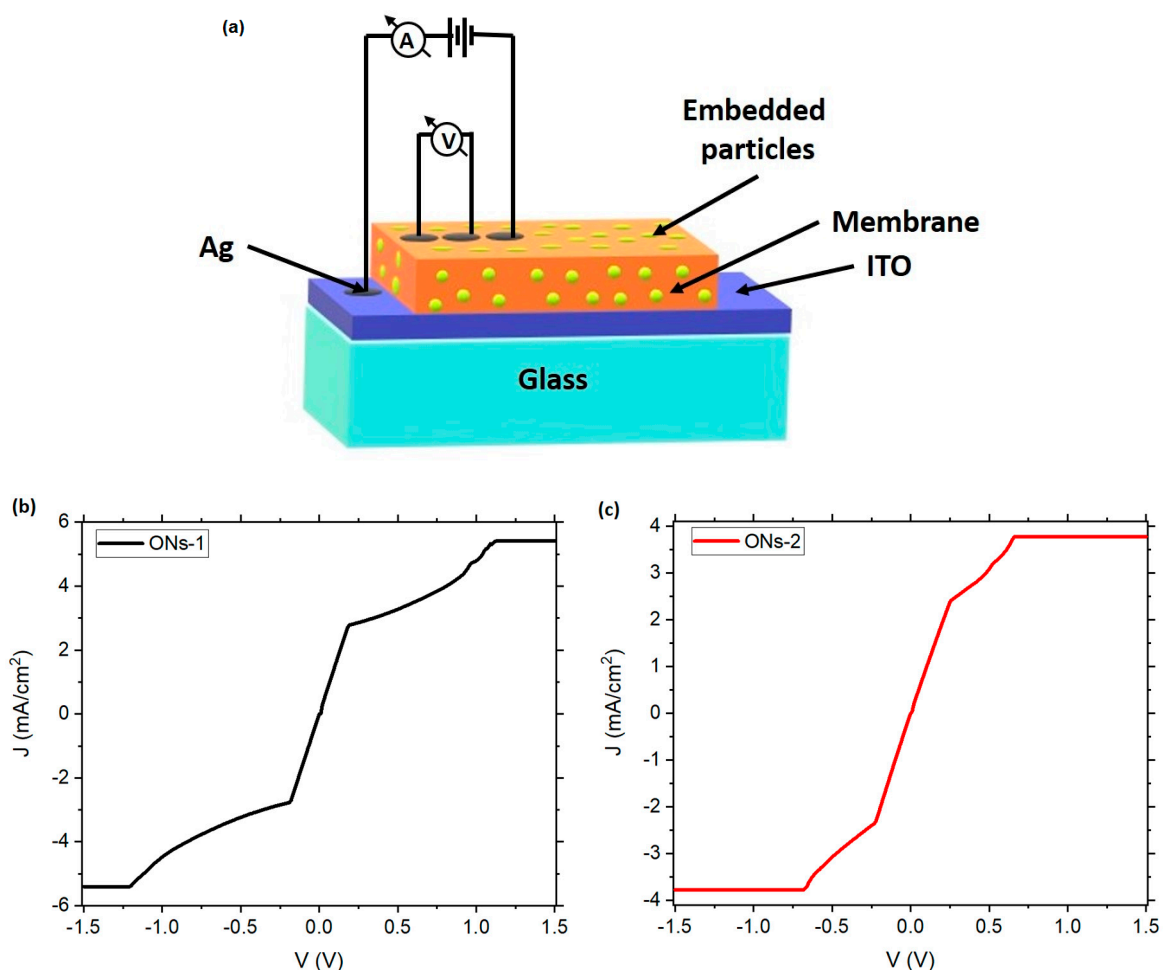 (a)
A
V
Embedded
particles
Membrane
Ag
ITO
Glass
(b)
ONs-1
6
4
2
0
-2
-4
-6
J (mA/cm²)
-1.5 -1.0 -0.5 0.0 0.5 1.0 1.5
V (V)
(c)
ONs-2
4
3
2
1
0
-1
-2
-3
-4
J (mA/cm²)
-1.5 -1.0 -0.5 0.0 0.5 1.0 1.5
V (V)